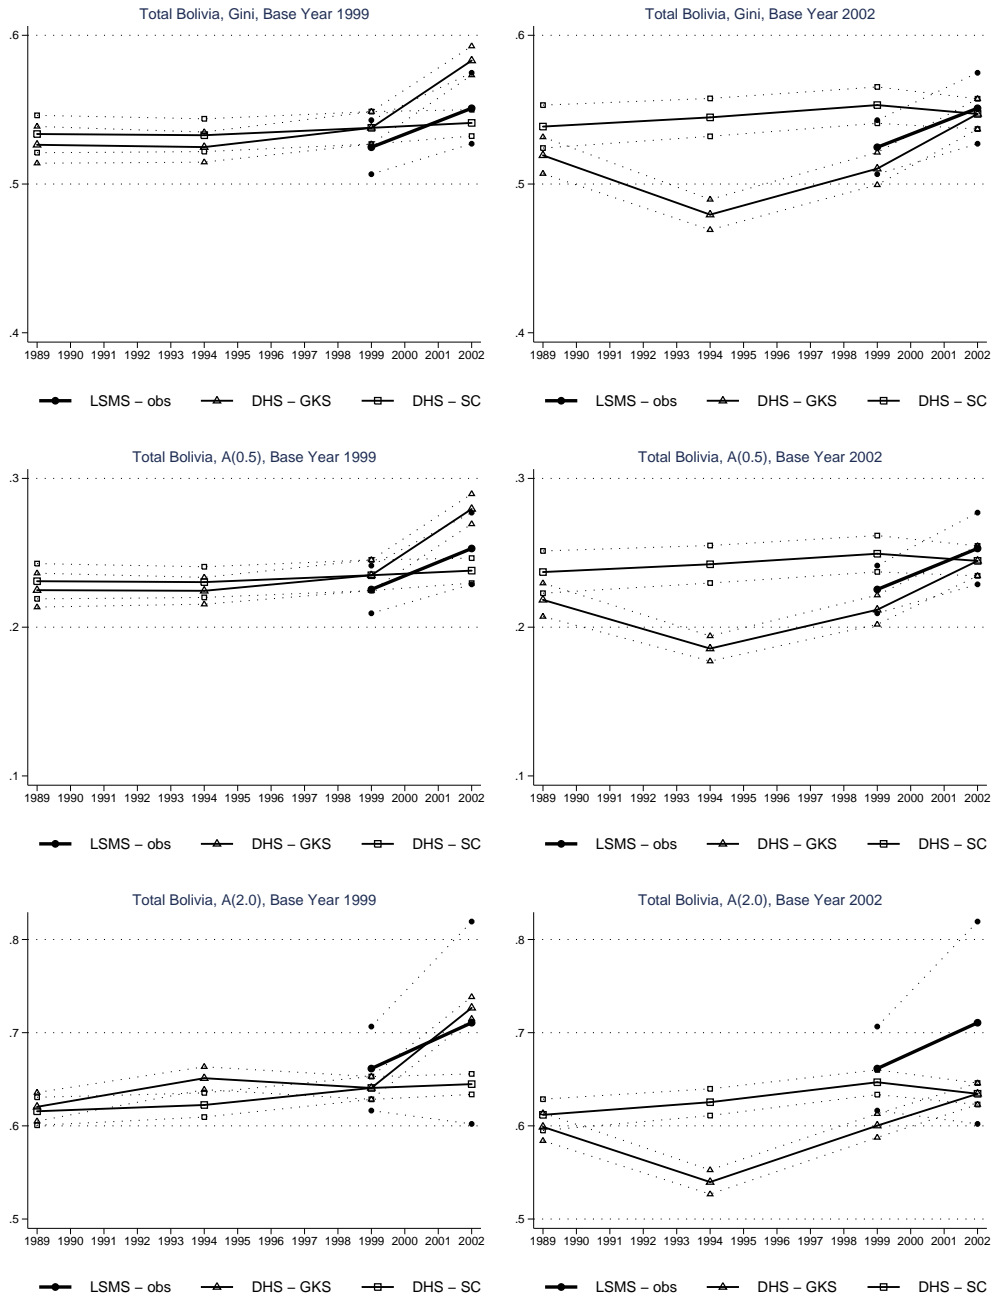 Total Bolivia, Gini, Base Year 1999
.6
.5
.4
1989 1990 1991 1992 1993 1994 1995 1996 1997 1998 1999 2000 2001 2002
LSMS – obs DHS – GKS DHS – SC
Total Bolivia, Gini, Base Year 2002
.6
.5
.4
1989 1990 1991 1992 1993 1994 1995 1996 1997 1998 1999 2000 2001 2002
LSMS – obs DHS – GKS DHS – SC
Total Bolivia, A(0.5), Base Year 1999
.3
.2
.1
1989 1990 1991 1992 1993 1994 1995 1996 1997 1998 1999 2000 2001 2002
LSMS – obs DHS – GKS DHS – SC
Total Bolivia, A(0.5), Base Year 2002
.3
.2
.1
1989 1990 1991 1992 1993 1994 1995 1996 1997 1998 1999 2000 2001 2002
LSMS – obs DHS – GKS DHS – SC
Total Bolivia, A(2.0), Base Year 1999
.8
.7
.6
.5
1989 1990 1991 1992 1993 1994 1995 1996 1997 1998 1999 2000 2001 2002
LSMS – obs DHS – GKS DHS – SC
Total Bolivia, A(2.0), Base Year 2002
.8
.7
.6
.5
1989 1990 1991 1992 1993 1994 1995 1996 1997 1998 1999 2000 2001 2002
LSMS – obs DHS – GKS DHS – SC